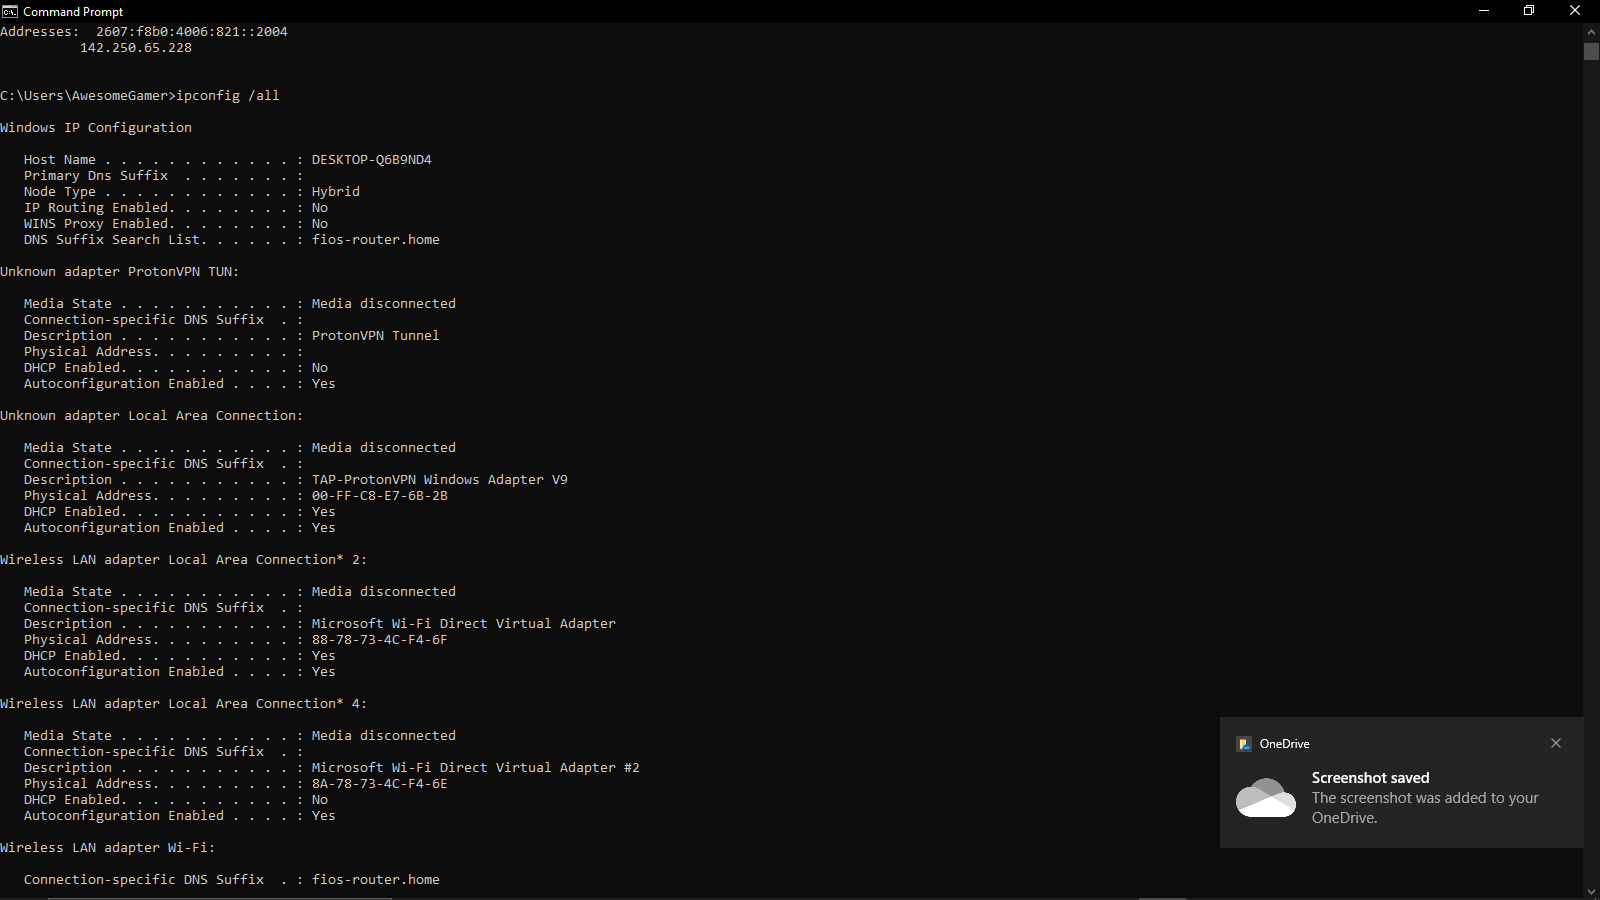 Command Prompt
Addresses:  2607:f8b0:4006:821::2004
          142.250.65.228
C:\Users\AwesomeGamer>ipconfig /all
Windows IP Configuration
   Host Name . . . . . . . . . . . . : DESKTOP-Q6B9ND4
   Primary Dns Suffix  . . . . . . . :
   Node Type . . . . . . . . . . . . : Hybrid
   IP Routing Enabled. . . . . . . . : No
   WINS Proxy Enabled. . . . . . . . : No
   DNS Suffix Search List. . . . . . : fios-router.home
Unknown adapter ProtonVPN TUN:
   Media State . . . . . . . . . . . : Media disconnected
   Connection-specific DNS Suffix  . :
   Description . . . . . . . . . . . : ProtonVPN Tunnel
   Physical Address. . . . . . . . . :
   DHCP Enabled. . . . . . . . . . . : No
   Autoconfiguration Enabled . . . . : Yes
Unknown adapter Local Area Connection:
   Media State . . . . . . . . . . . : Media disconnected
   Connection-specific DNS Suffix  . :
   Description . . . . . . . . . . . : TAP-ProtonVPN Windows Adapter V9
   Physical Address. . . . . . . . . : 00-FF-C8-E7-6B-2B
   DHCP Enabled. . . . . . . . . . . : Yes
   Autoconfiguration Enabled . . . . : Yes
Wireless LAN adapter Local Area Connection* 2:
   Media State . . . . . . . . . . . : Media disconnected
   Connection-specific DNS Suffix  . :
   Description . . . . . . . . . . . : Microsoft Wi-Fi Direct Virtual Adapter
   Physical Address. . . . . . . . . : 88-78-73-4C-F4-6F
   DHCP Enabled. . . . . . . . . . . : Yes
   Autoconfiguration Enabled . . . . : Yes
Wireless LAN adapter Local Area Connection* 4:
   Media State . . . . . . . . . . . : Media disconnected
   Connection-specific DNS Suffix  . :
   Description . . . . . . . . . . . : Microsoft Wi-Fi Direct Virtual Adapter #2
   Physical Address. . . . . . . . . : 8A-78-73-4C-F4-6E
   DHCP Enabled. . . . . . . . . . . : No
   Autoconfiguration Enabled . . . . : Yes
Wireless LAN adapter Wi-Fi:
   Connection-specific DNS Suffix  . : fios-router.home
OneDrive
Screenshot saved
The screenshot was added to your
OneDrive.